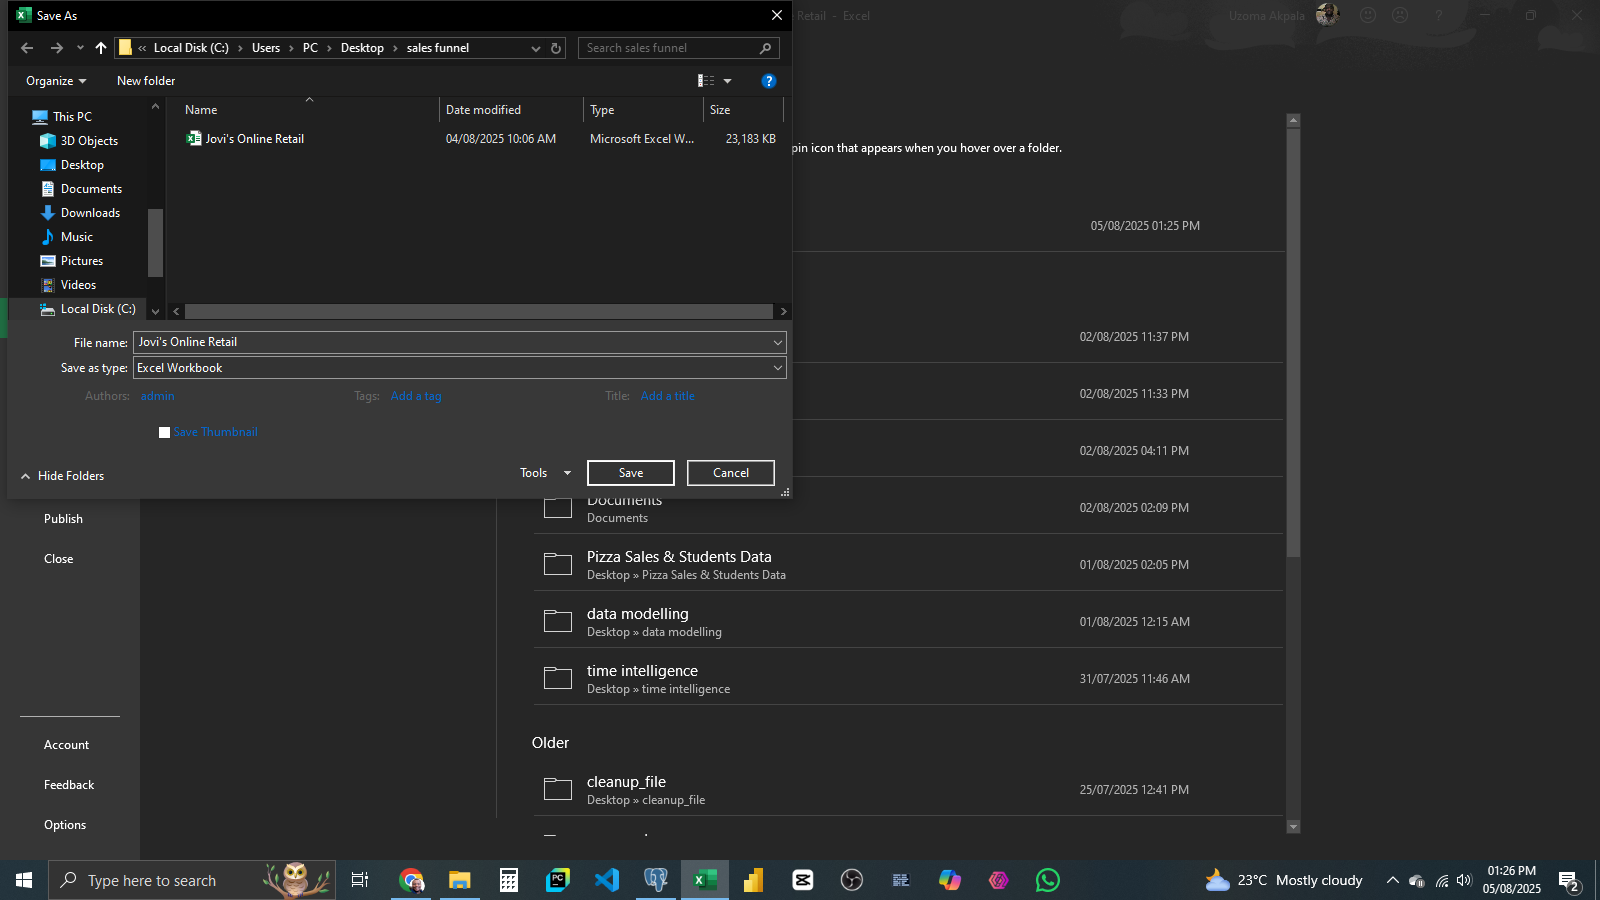 Save As
Retail - Excel
Uzoma Akpala
« Local Disk (C:) › Users › PC › Desktop › sales funnel
Search sales funnel
Organize
New folder
This PC
3D Objects
Desktop
Documents
Downloads
Music
Pictures
Videos
Local Disk (C:)
Name Date modified Type Size
Jovi's Online Retail 04/08/2025 10:06 AM Microsoft Excel W... 23,183 KB
File name: Jovi's Online Retail
Save as type: Excel Workbook
Authors: admin Tags: Add a tag Title: Add a title
Save Thumbnail
Hide Folders
Tools Save Cancel
pin icon that appears when you hover over a folder.
05/08/2025 01:25 PM
02/08/2025 11:37 PM
02/08/2025 11:33 PM
02/08/2025 04:11 PM
Publish
Close
Account
Feedback
Options
Documents
Documents
02/08/2025 02:09 PM
Pizza Sales & Students Data
Desktop » Pizza Sales & Students Data
01/08/2025 02:05 PM
data modelling
Desktop » data modelling
01/08/2025 12:15 AM
time intelligence
Desktop » time intelligence
31/07/2025 11:46 AM
Older
cleanup_file
Desktop » cleanup_file
25/07/2025 12:41 PM
Type here to search
23°C Mostly cloudy
01:26 PM
05/08/2025
2